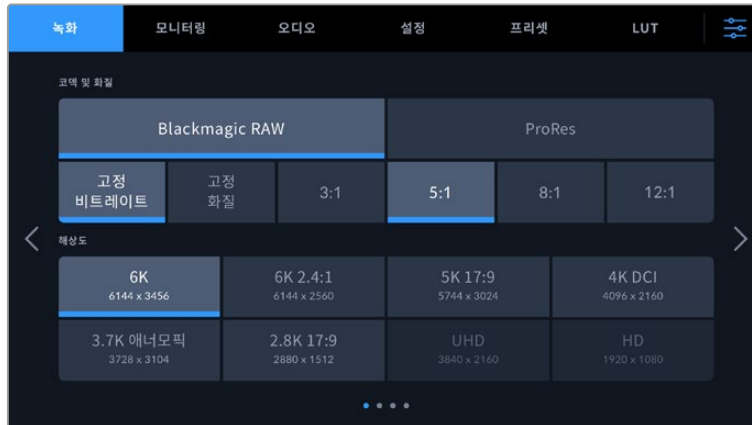 녹화 모니터링 오디오 설정 프리셋 LUT
코덱 및 화질
Blackmagic RAW ProRes
고정 비트레이트 고정 화질 3:1 5:1 8:1 12:1
해상도
6K 6K 2.4:1 5K 17:9 4K DCI
6144 x 3456 6144 x 2560 5744 x 3024 4096 x 2160
3.7K 애너모픽 2.8K 17:9 UHD HD
3728 x 3104 2880 x 1512 3840 x 2160 1920 x 1080